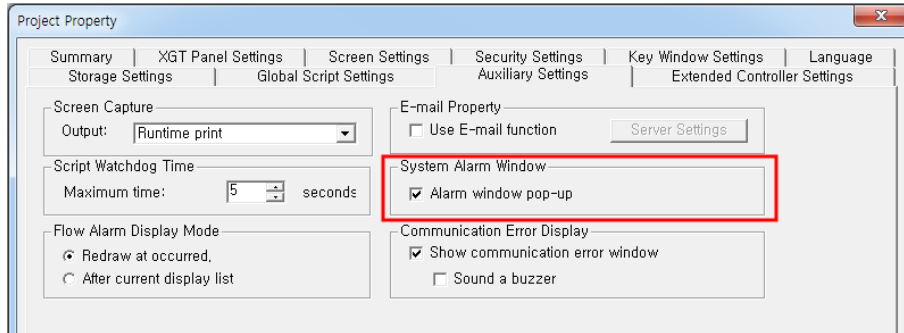 Project Property
Summary XGT Panel Settings Screen Settings Security Settings Key Window Settings Language
Storage Settings Global Script Settings Auxiliary Settings Extended Controller Settings
Screen Capture
Output: Runtime print
E-mail Property
Use E-mail function Server Settings
Script Watchdog Time
Maximum time: 5 seconds
System Alarm Window
Alarm window pop-up
Flow Alarm Display Mode
Redraw at occurred,
After current display list
Communication Error Display
Show communication error window
Sound a buzzer